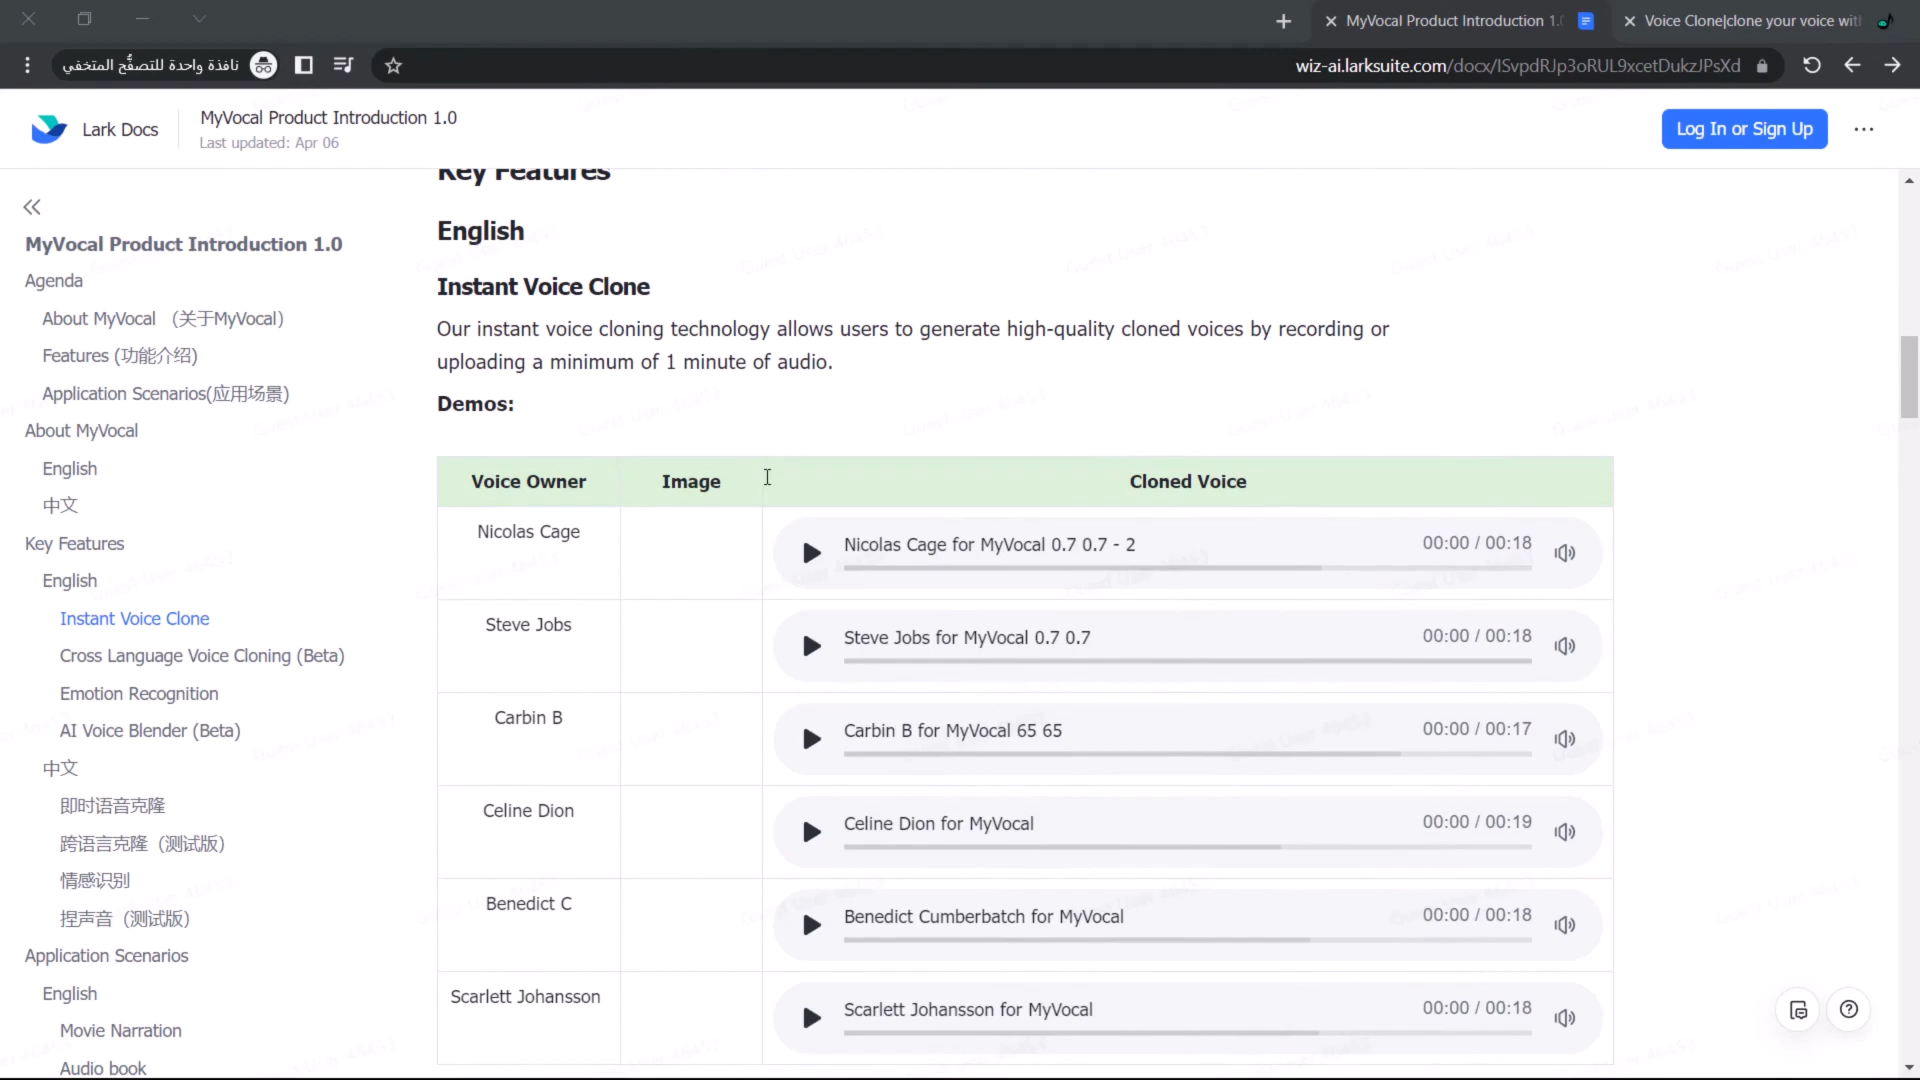 MyVocal Product Introduction 1.0
Voice Clone|clone your voice wit
نافذة واحدة للتصفُّح المتخفي
wiz-ai.larksuite.com/docx/ISvpdRJp3oRUL9xcetDukzJPsXd
Lark Docs
MyVocal Product Introduction 1.0
Last updated: Apr 06
Log In or Sign Up
MyVocal Product Introduction 1.0
Agenda
About MyVocal （关于MyVocal）
Features (功能介绍)
Application Scenarios(应用场景)
About MyVocal
English
中文
Key Features
English
Instant Voice Clone
Cross Language Voice Cloning (Beta)
Emotion Recognition
AI Voice Blender (Beta)
中文
即时语音克隆
跨语言克隆（测试版）
情感识别
捏声音（测试版）
Application Scenarios
English
Movie Narration
Audio book
Key Features
English
Instant Voice Clone
Our instant voice cloning technology allows users to generate high-quality cloned voices by recording or
uploading a minimum of 1 minute of audio.
Demos:
Voice Owner Image Cloned Voice
Nicolas Cage Nicolas Cage for MyVocal 0.7 0.7 - 2 00:00 / 00:18
Steve Jobs Steve Jobs for MyVocal 0.7 0.7 00:00 / 00:18
Carbin B Carbin B for MyVocal 65 65 00:00 / 00:17
Celine Dion Celine Dion for MyVocal 00:00 / 00:19
Benedict C Benedict Cumberbatch for MyVocal 00:00 / 00:18
Scarlett Johansson Scarlett Johansson for MyVocal 00:00 / 00:18